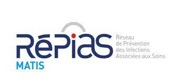 RéPias
MATIS
Réseau
de Prévention
des Infections
Associées aux Soins